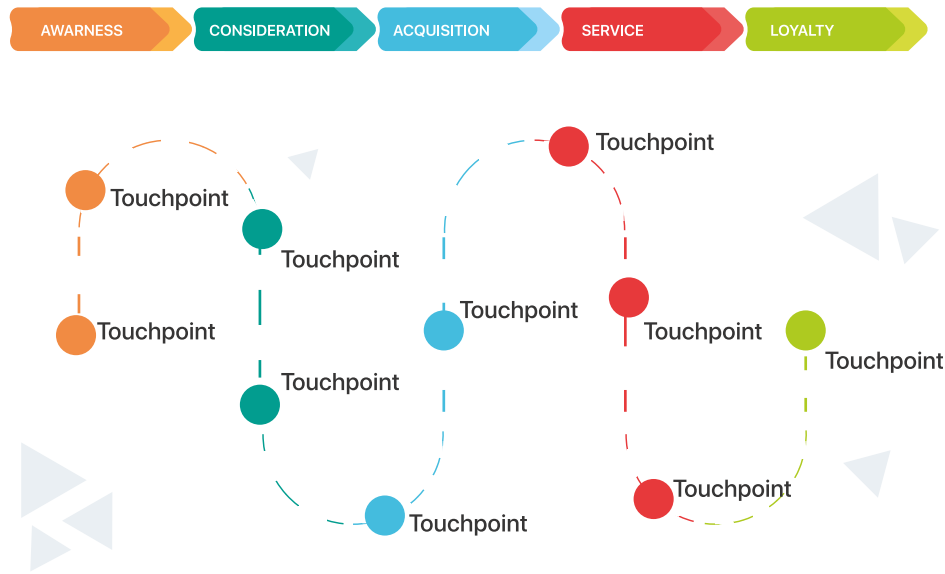 AWARNESS
CONSIDERATION
ACQUISITION
SERVICE
LOYALTY
Touchpoint
Touchpoint
Touchpoint
Touchpoint
Touchpoint
Touchpoint
Touchpoint
Touchpoint
Touchpoint
Touchpoint